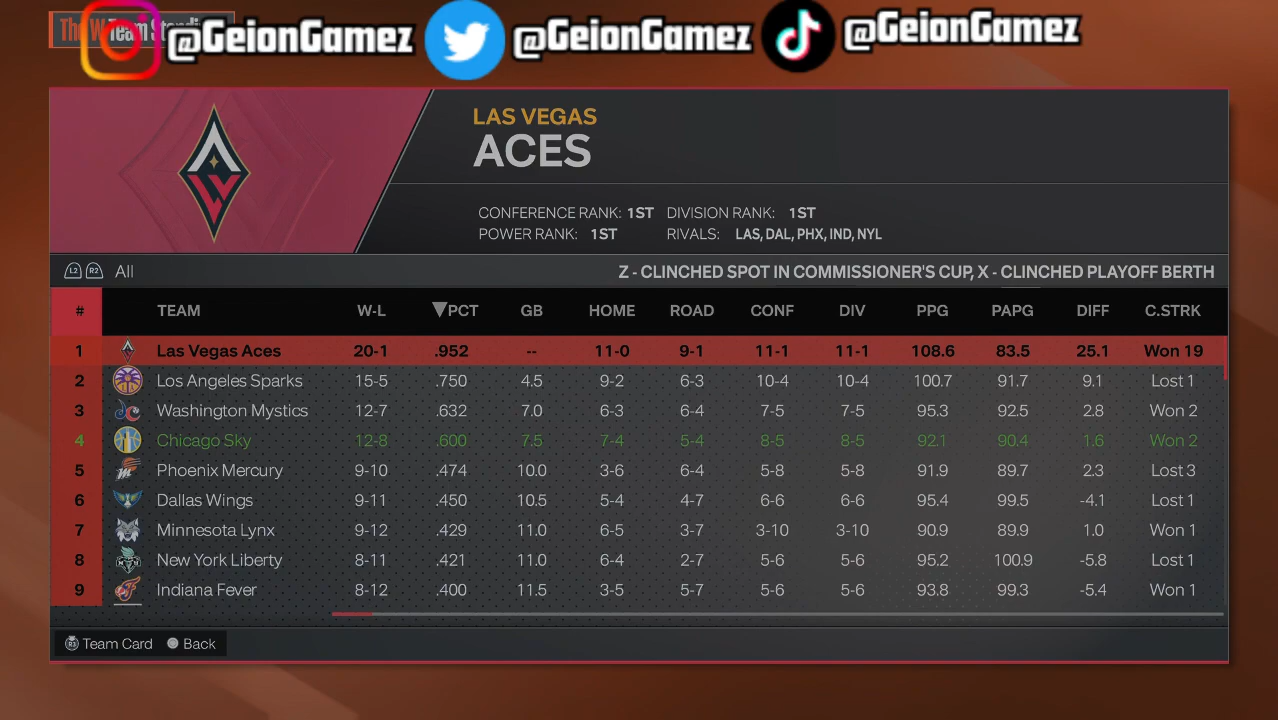 The W Team Standi
@GeionGamez @GeionGamez @GeionGamez
LAS VEGAS
ACES
CONFERENCE RANK: 1ST DIVISION RANK: 1ST
POWER RANK: 1ST RIVALS: LAS, DAL, PHX, IND, NYL
L2 R2 All Z - CLINCHED SPOT IN COMMISSIONER'S CUP, X - CLINCHED PLAYOFF BERTH
# TEAM W-L ▼PCT GB HOME ROAD CONF DIV PPG PAPG DIFF C.STRK
1 Las Vegas Aces 20-1 .952 -- 11-0 9-1 11-1 11-1 108.6 83.5 25.1 Won 19
2 Los Angeles Sparks 15-5 .750 4.5 9-2 6-3 10-4 10-4 100.7 91.7 9.1 Lost 1
3 Washington Mystics 12-7 .632 7.0 6-3 6-4 7-5 7-5 95.3 92.5 2.8 Won 2
4 Chicago Sky 12-8 .600 7.5 7-4 5-4 8-5 8-5 92.1 90.4 1.6 Won 2
5 Phoenix Mercury 9-10 .474 10.0 3-6 6-4 5-8 5-8 91.9 89.7 2.3 Lost 3
6 Dallas Wings 9-11 .450 10.5 5-4 4-7 6-6 6-6 95.4 99.5 -4.1 Lost 1
7 Minnesota Lynx 9-12 .429 11.0 6-5 3-7 3-10 3-10 90.9 89.9 1.0 Won 1
8 New York Liberty 8-11 .421 11.0 6-4 2-7 5-6 5-6 95.2 100.9 -5.8 Lost 1
9 Indiana Fever 8-12 .400 11.5 3-5 5-7 5-6 5-6 93.8 99.3 -5.4 Won 1
R3 Team Card Back